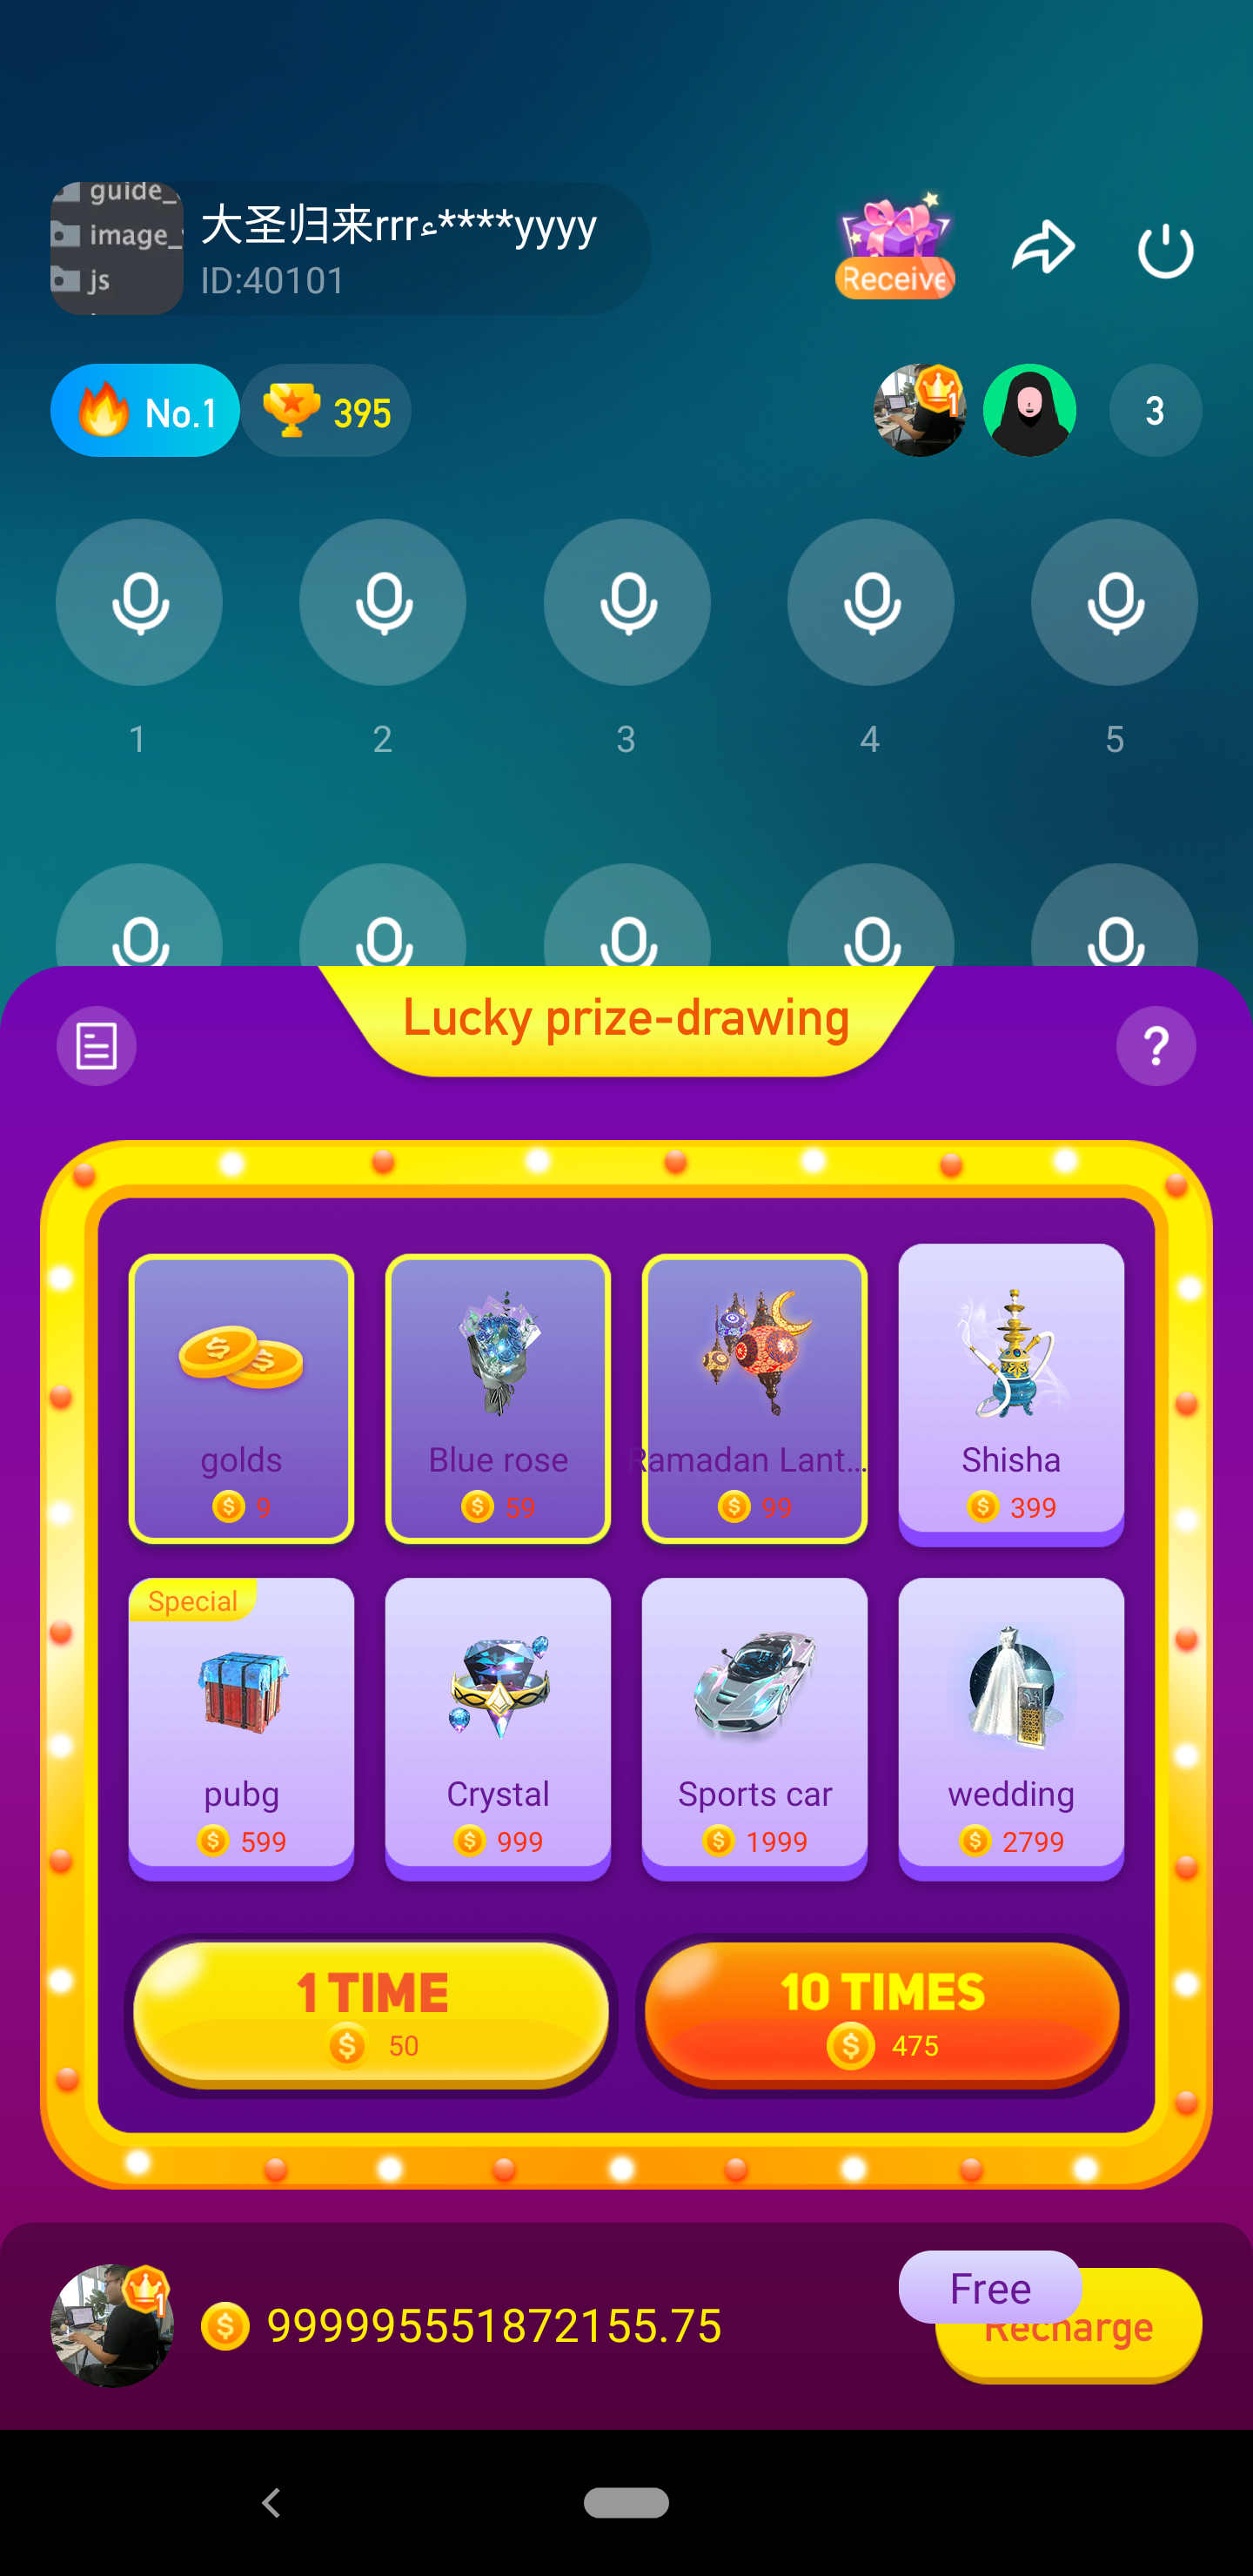 guide_
image_
js
大圣归来rrrء****yyyy
ID:40101
Receive
No.1
395
1
3
1
2
3
4
5
Lucky prize-drawing
?
golds
Blue rose
Ramadan Lant...
Shisha
9
59
99
399
Special
pubg
Crystal
Sports car
wedding
599
999
1999
2799
1 TIME
10 TIMES
50
475
Free
1
999995551872155.75
Recharge